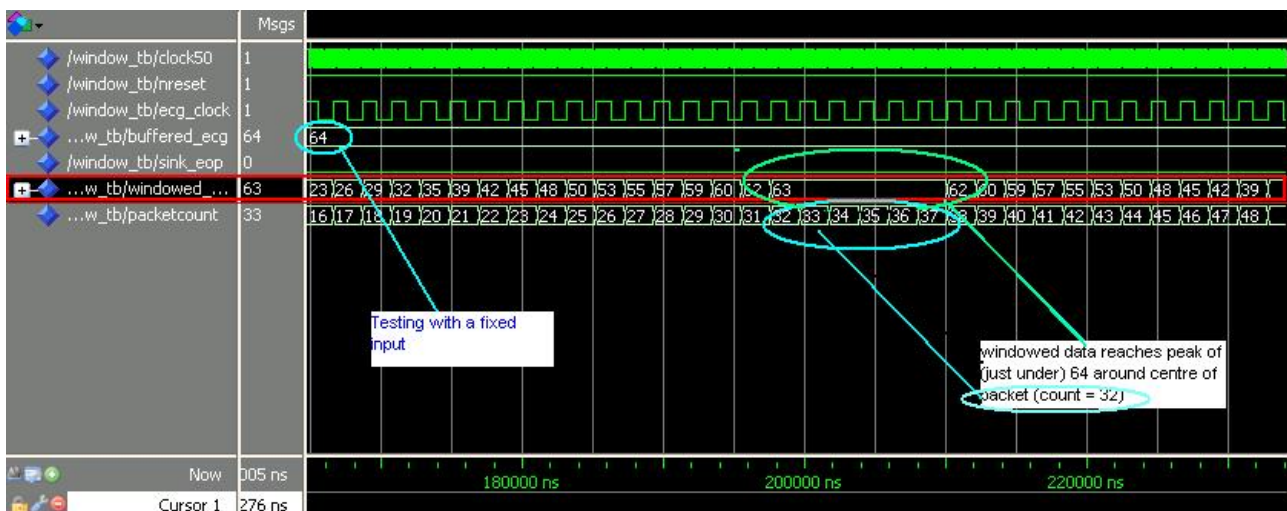 Msgs
/window_tb/clock50 1
/window_tb/nreset 1
/window_tb/ecg_clock 1
...w_tb/buffered_ecg 64 64
/window_tb/sink_eop 0
...w_tb/windowed_... 63 23 26 29 32 35 39 42 45 48 50 53 55 57 59 60 62 63 62 60 59 57 55 53 50 48 45 42 39
...w_tb/packetcount 33 16 17 18 19 20 21 22 23 24 25 26 27 28 29 30 31 32 33 34 35 36 37 38 39 40 41 42 43 44 45 46 47 48
Testing with a fixed
input
windowed data reaches peak of
(just under) 64 around centre of
packet (count = 32)
Now 005 ns
180000 ns 200000 ns 220000 ns
Cursor 1 276 ns